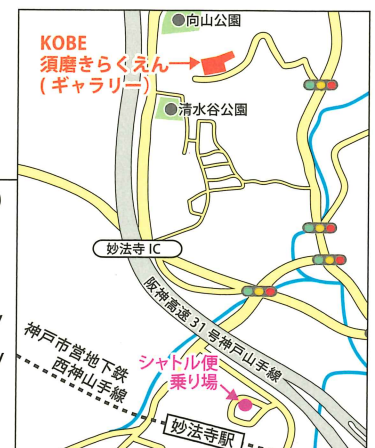 向山公園
KOBE
須磨きらくえん
(ギャラリー)
清水谷公園
妙法寺 IC
阪神高速 31 号神戸山手線
神戸市営地下鉄
西神山手線
シャトル便
乗り場
妙法寺駅